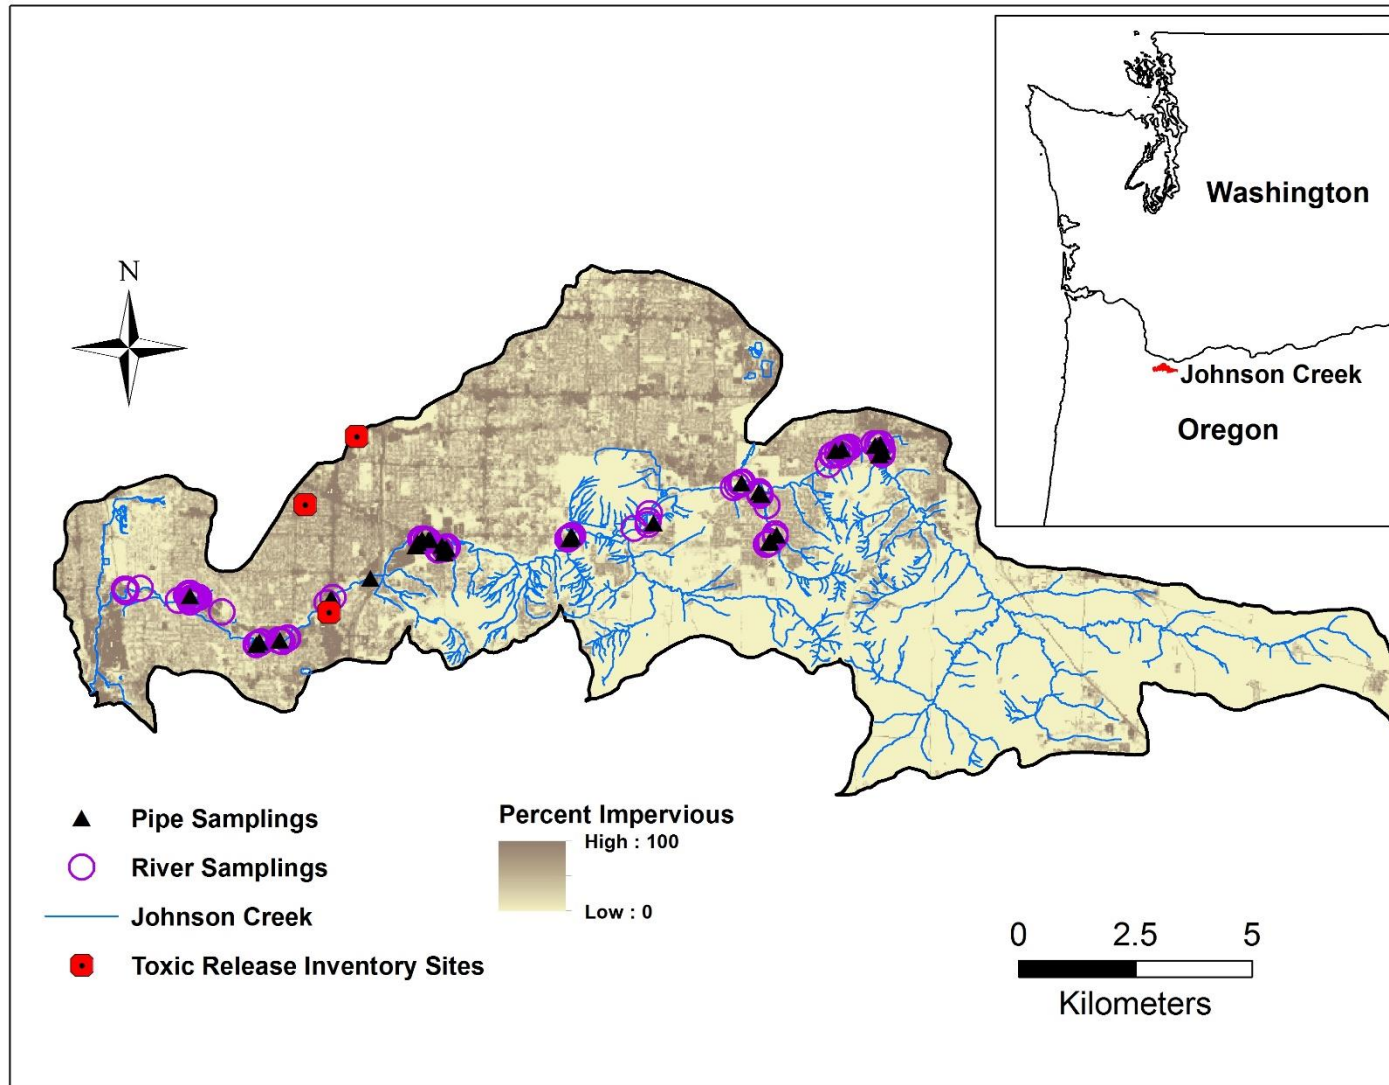 Washington
Johnson Creek
Oregon
N
Pipe Samplings
River Samplings
Johnson Creek
Toxic Release Inventory Sites
Percent Impervious
High : 100
Low : 0
0 2.5 5
Kilometers